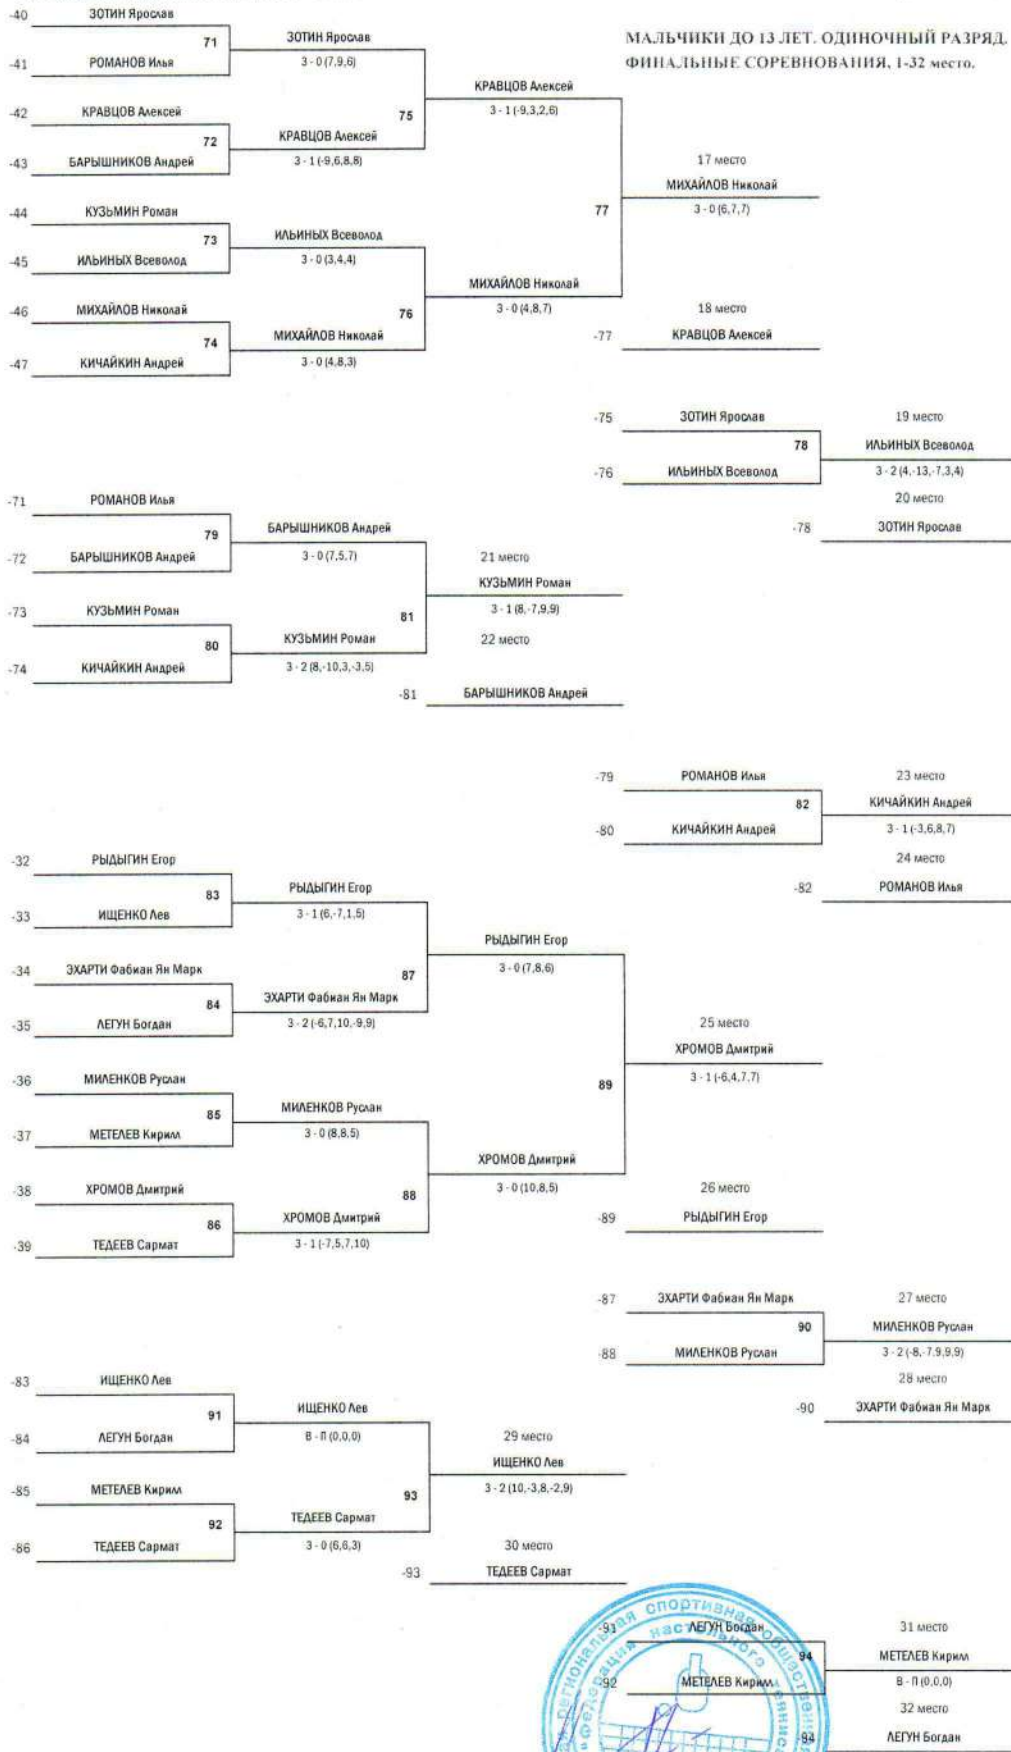 -40 ЗОТИН Ярослав
71 ЗОТИН Ярослав
МАЛЬЧИКИ ДО 13 ЛЕТ. ОДИНОЧНЫЙ РАЗРЯД.
-41 РОМАНОВ Илья 3 - 0 (7,9,6)
ФИНАЛЬНЫЕ СОРЕВНОВАНИЯ, 1-32 место.
КРАВЦОВ Алексей
-42 КРАВЦОВ Алексей 75 3 - 1 (-9,3,2,6)
72 КРАВЦОВ Алексей
-43 БАРЫШНИКОВ Андрей 3 - 1 (-9,6,8,8)
17 место
МИХАЙЛОВ Николай
-44 КУЗЬМИН Роман 77 3 - 0 (6,7,7)
73 ИЛЬИНЫХ Всеволод
-45 ИЛЬИНЫХ Всеволод 3 - 0 (3,4,4)
МИХАЙЛОВ Николай
-46 МИХАЙЛОВ Николай 76 3 - 0 (4,8,7) 18 место
74 МИХАЙЛОВ Николай -77 КРАВЦОВ Алексей
-47 КИЧАЙКИН Андрей 3 - 0 (4,8,3)
-75 ЗОТИН Ярослав 19 место
78 ИЛЬИНЫХ Всеволод
-76 ИЛЬИНЫХ Всеволод 3 - 2 (4,-13,-7,3,4)
20 место
-78 ЗОТИН Ярослав
-71 РОМАНОВ Илья
79 БАРЫШНИКОВ Андрей
-72 БАРЫШНИКОВ Андрей 3 - 0 (7,5,7) 21 место
КУЗЬМИН Роман
-73 КУЗЬМИН Роман 81 3 - 1 (8,-7,9,9)
80 КУЗЬМИН Роман 22 место
-74 КИЧАЙКИН Андрей 3 - 2 (8,-10,3,-3,5)
-81 БАРЫШНИКОВ Андрей
-79 РОМАНОВ Илья 23 место
82 КИЧАЙКИН Андрей
-80 КИЧАЙКИН Андрей 3 - 1 (-3,6,8,7)
24 место
-82 РОМАНОВ Илья
-32 РЫДЫГИН Егор
83 РЫДЫГИН Егор
-33 ИЩЕНКО Лев 3 - 1 (6,-7,1,5)
РЫДЫГИН Егор
-34 ЭХАРТИ Фабиан Ян Марк 87 3 - 0 (7,8,6)
84 ЭХАРТИ Фабиан Ян Марк
-35 ЛЕГУН Богдан 3 - 2 (-6,7,10,-9,9)
25 место
ХРОМОВ Дмитрий
-36 МИЛЕНКОВ Руслан 89 3 - 1 (-6,4,7,7)
85 МИЛЕНКОВ Руслан
-37 МЕТЕЛЕВ Кирилл 3 - 0 (8,8,5)
ХРОМОВ Дмитрий
-38 ХРОМОВ Дмитрий 88 3 - 0 (10,8,5) 26 место
86 ХРОМОВ Дмитрий -89 РЫДЫГИН Егор
-39 ТЕДЕЕВ Сармат 3 - 1 (-7,5,7,10)
-87 ЭХАРТИ Фабиан Ян Марк 27 место
90 МИЛЕНКОВ Руслан
-88 МИЛЕНКОВ Руслан 3 - 2 (-8,-7,9,9,9)
28 место
-90 ЭХАРТИ Фабиан Ян Марк
-83 ИЩЕНКО Лев
91 ИЩЕНКО Лев
-84 ЛЕГУН Богдан В - П (0,0,0) 29 место
ИЩЕНКО Лев
-85 МЕТЕЛЕВ Кирилл 93 3 - 2 (10,-3,8,-2,9)
92 ТЕДЕЕВ Сармат
-86 ТЕДЕЕВ Сармат 3 - 0 (6,6,3) 30 место
-93 ТЕДЕЕВ Сармат
-91 ЛЕГУН Богдан 31 место
94 МЕТЕЛЕВ Кирилл
-92 МЕТЕЛЕВ Кирилл В - П (0,0,0)
32 место
-94 ЛЕГУН Богдан
региональная спортивная общественная
"Федерация настольного тенниса